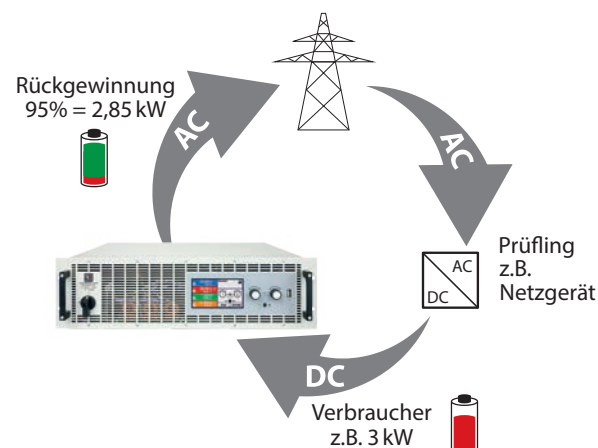 Rückgewinnung
95% = 2,85 kW
AC
AC
Prüfling
z.B.
Netzgerät
AC
DC
DC
Verbraucher
z.B. 3 kW